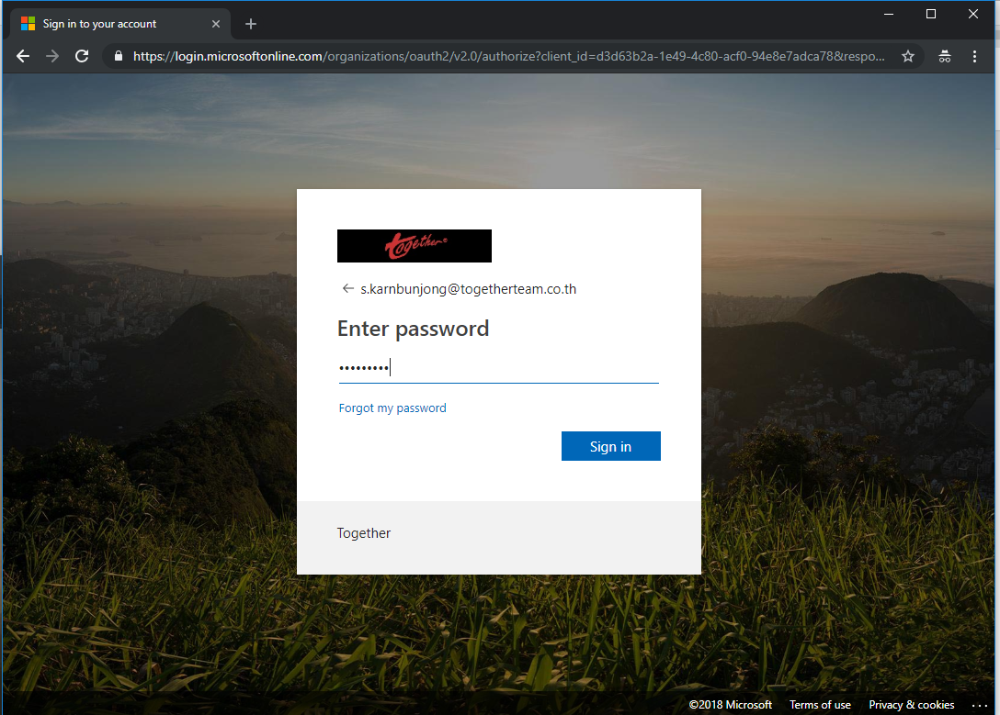 Sign in to your account
https://login.microsoftonline.com/organizations/oauth2/v2.0/authorize?client_id=d3d63b2a-1e49-4c80-acf0-94e8e7adca78&respo...
together®
s.karnbunjong@togetherteam.co.th
Enter password
•••••••••
Forgot my password
Sign in
Together
©2018 Microsoft Terms of use Privacy & cookies ...